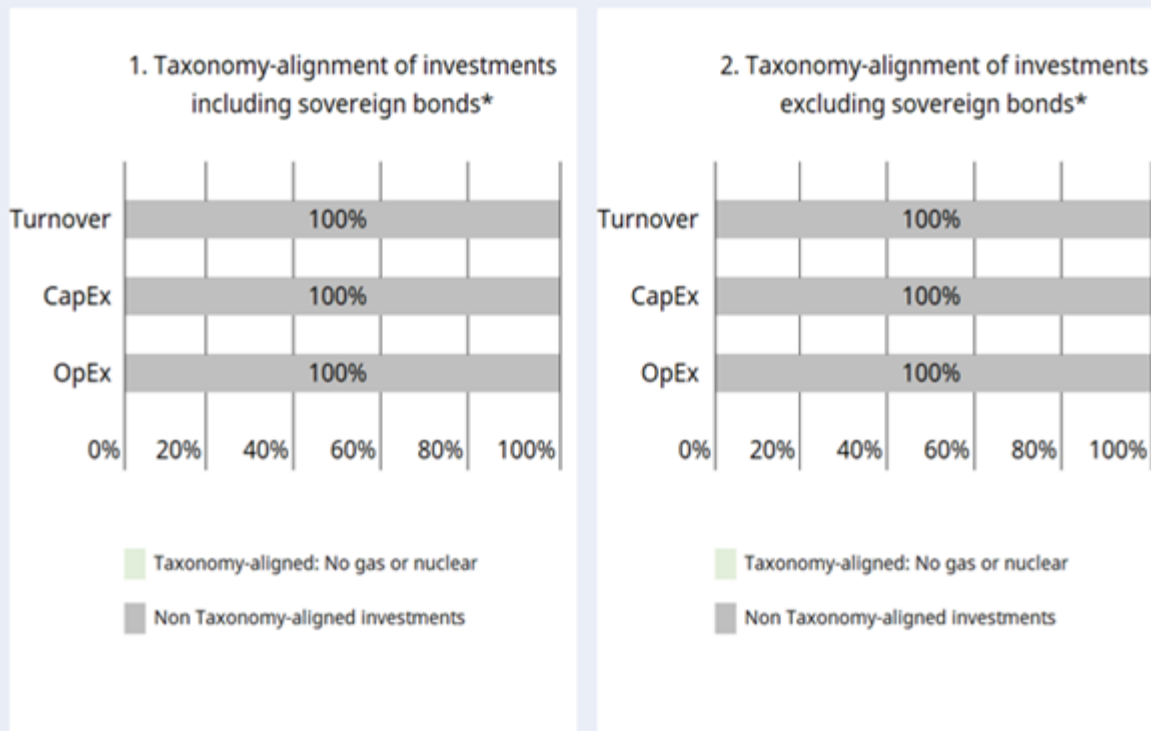 1. Taxonomy-alignment of investments
including sovereign bonds*
Turnover 100%
CapEx 100%
OpEx 100%
0% 20% 40% 60% 80% 100%
Taxonomy-aligned: No gas or nuclear
Non Taxonomy-aligned investments
2. Taxonomy-alignment of investments
excluding sovereign bonds*
Turnover 100%
CapEx 100%
OpEx 100%
0% 20% 40% 60% 80% 100%
Taxonomy-aligned: No gas or nuclear
Non Taxonomy-aligned investments